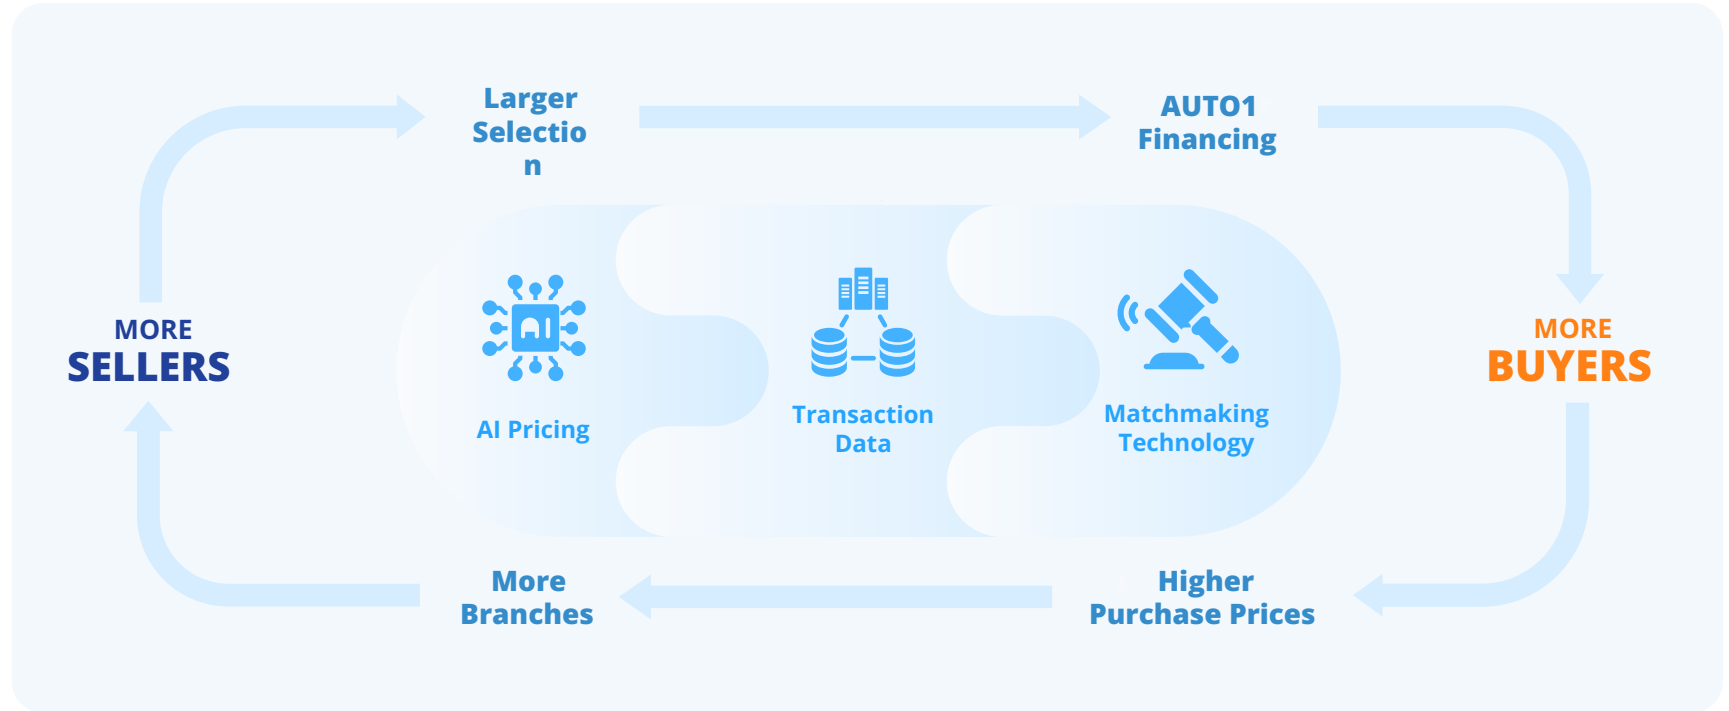 Larger
Selectio
n
AUTO1
Financing
MORE
SELLERS
AI
AI Pricing
Transaction
Data
Matchmaking
Technology
MORE
BUYERS
More
Branches
Higher
Purchase Prices